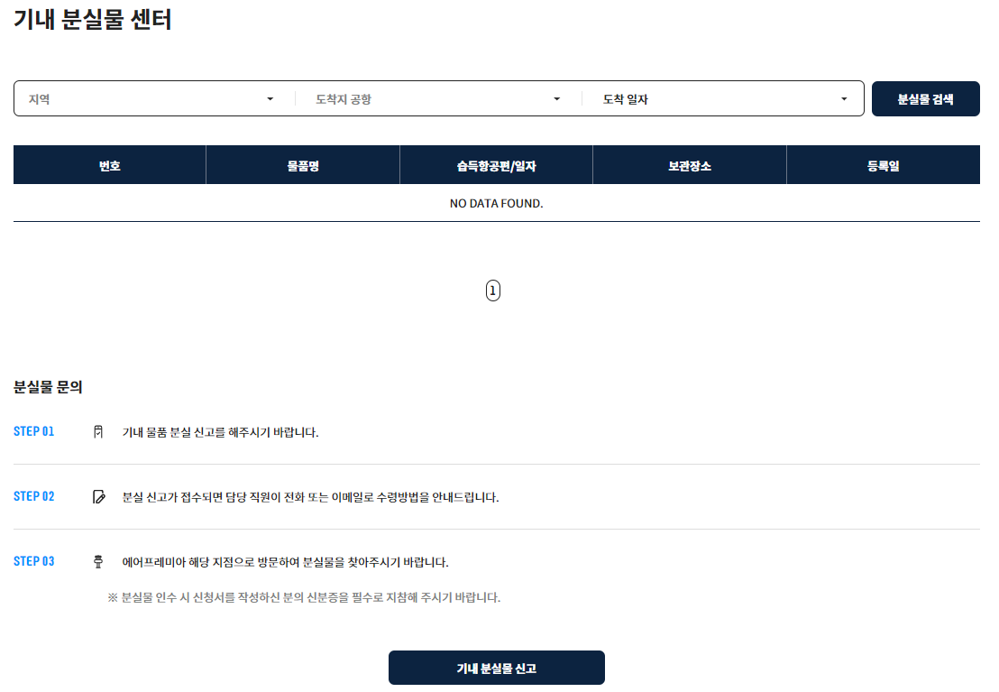 기내 분실물 센터
지역 도착지 공항 도착 일자 분실물 검색
번호 물품명 습득항공편/일자 보관장소 등록일
NO DATA FOUND.
1
분실물 문의
STEP 01 기내 물품 분실 신고를 해주시기 바랍니다.
STEP 02 분실 신고가 접수되면 담당 직원이 전화 또는 이메일로 수령방법을 안내드립니다.
STEP 03 에어프레미아 해당 지점으로 방문하여 분실물을 찾아주시기 바랍니다.
※ 분실물 인수 시 신청서를 작성하신 분의 신분증을 필수로 지참해 주시기 바랍니다.
기내 분실물 신고